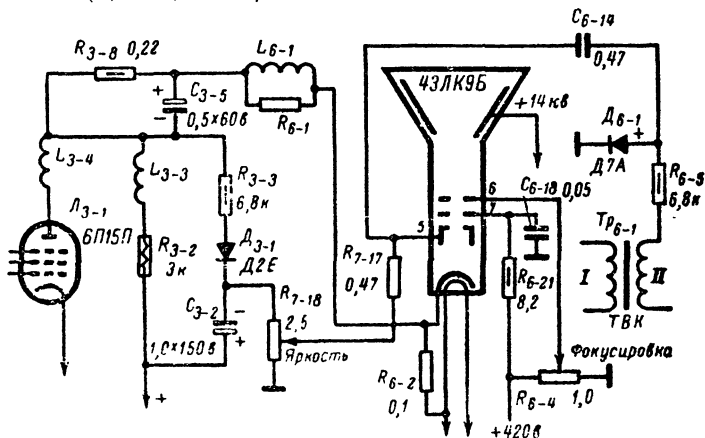 R3-8 0,22
L6-1
C6-14
0,47
43ЛК9Б
+14кв
+
C3-5
0,5×60в
–
R6-1
Д6-1 +
Д7А
L3-4
L3-3
R3-3
6,8к
C6-18 0,05
R6-5
6,8к
Л3-1
6П15П
R3-2
3к
Д3-1
Д2Е
5
6
7
R7-17
0,47
Тр6-1
I
II
ТВК
R6-21
8,2
C3-2
–
+
1,0×150в
R7-18
2,5
Яркость
Фокусировка
R6-2
0,1
R6-4
1,0
+
+420в